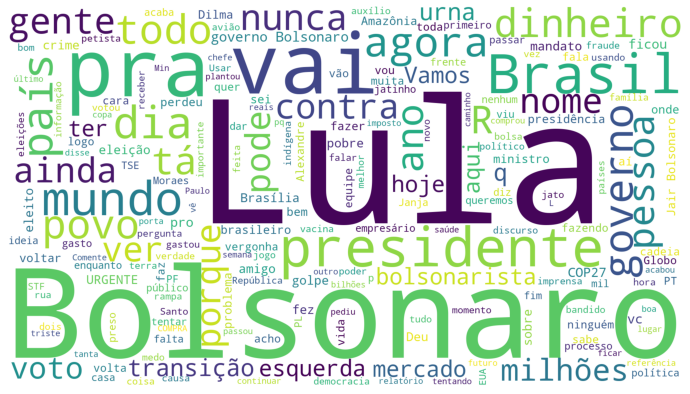 gente todo nunca urna dinheiro
acaba Dilma auxílio Amazônia toda primeiro passar
vez petista avião governo Bolsonaro mandato fraude ficou
bom crime chefe Usar plantou quer vão agora Vamos frente fala usando
pra vai Brasil
país último informação copa votou cara receber Min perdeu
sei vou muita jatinho nenhum viu comprou família onde
eleições disse dia ter logo eleição TSE importante
contra pode dar reais feita pq indígena
Lula
ano R nome aqui presidência bolsa político ministro
fazer pobre Alexandre falar imposto novo melhor caminho
ainda tá hoje q diz aí países Jair Bolsonaro
mundo Moraes Paulo vê Brasília equipe vacina bem
governo pessoa queremos fazendo cadeia
povo ver porque eleito pro brasileiro
Janja jato L empresário saúde discurso
ideia gasto porta pergunta gastou vergonha
voltar Comente verdade semana jogo presidente Globo
enquanto terra faz amigo outro poder bolsonarista
COP27 imprensa mil hora acabou PT
STF rua URGENTE PF público rampa problema República golpe bilhões
Bolsonaro
dois preso Santo tentar COMPRA passou PL fez pediu
vida tudo momento Deu sobre fim bandido ninguém boa lugar
triste tanta medo falta acho vc sabe processo ficar
voto volta casa coisa causa transição esquerda
mercado EUA milhões futuro referência política
continuar democracia relatório tentando